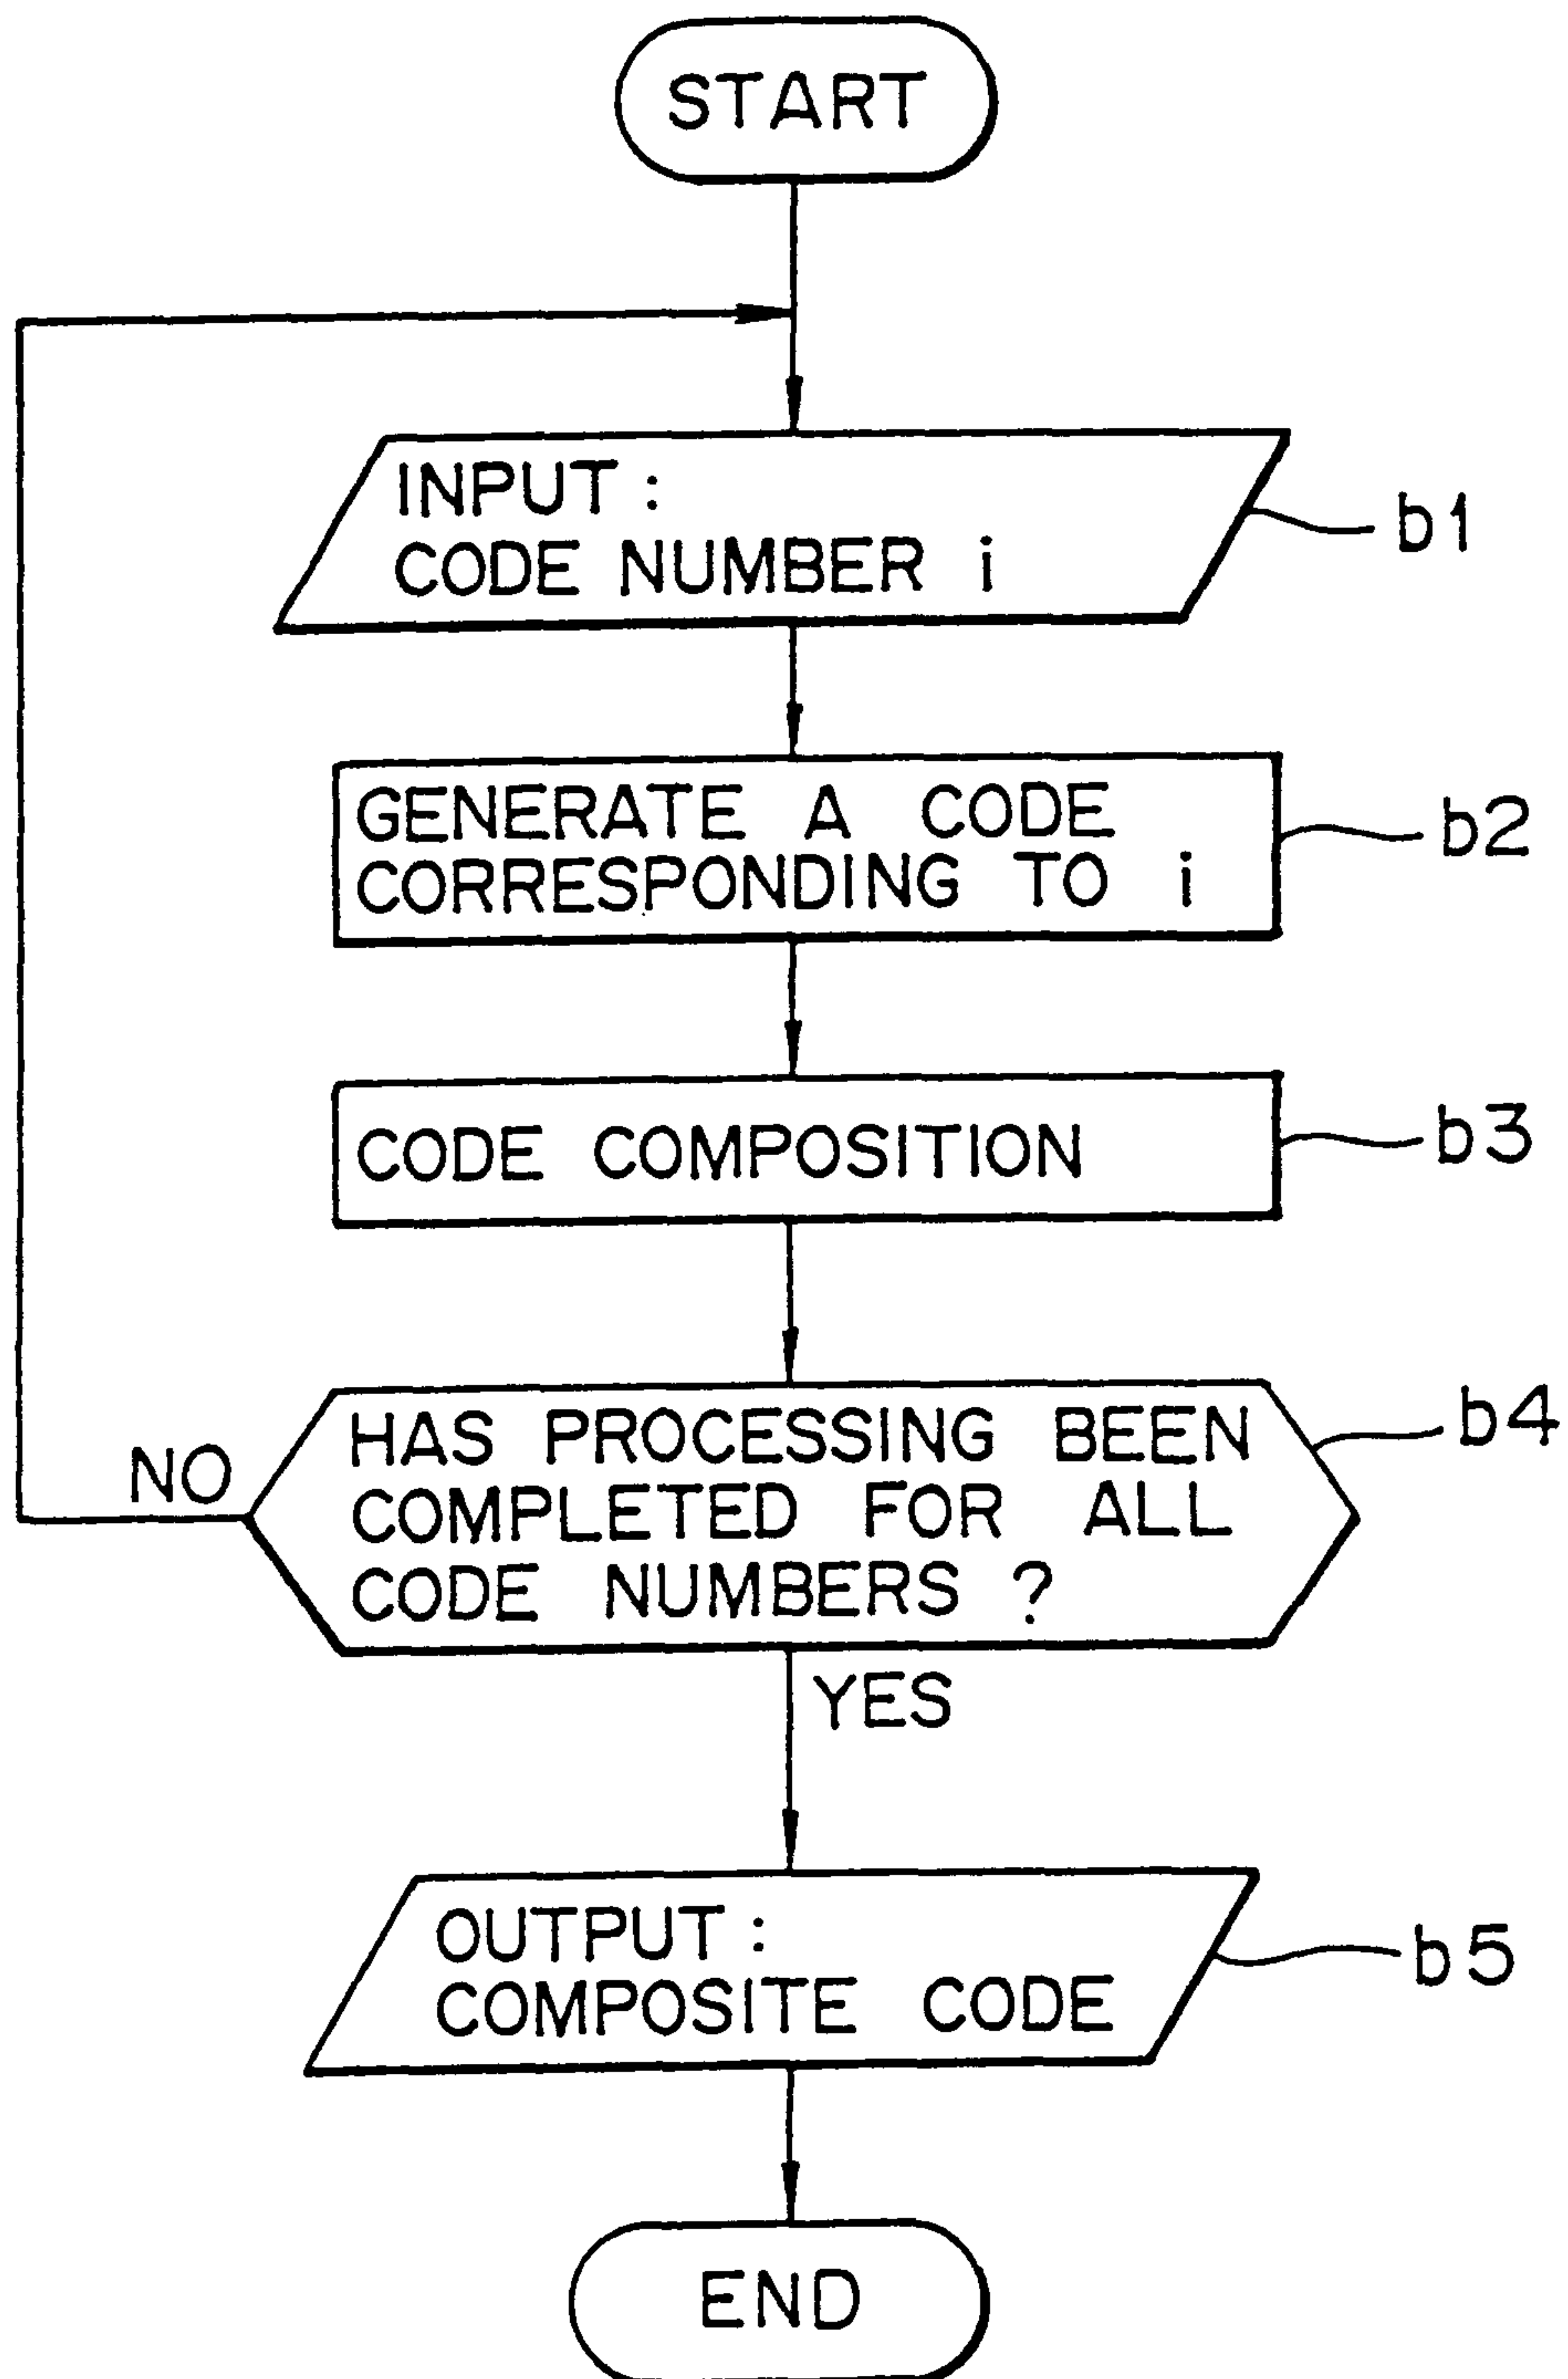 START
INPUT :
CODE NUMBER i
b1
GENERATE A CODE
CORRESPONDING TO i
b2
CODE COMPOSITION
b3
HAS PROCESSING BEEN
COMPLETED FOR ALL
CODE NUMBERS ?
b4
NO
YES
OUTPUT :
COMPOSITE CODE
b5
END